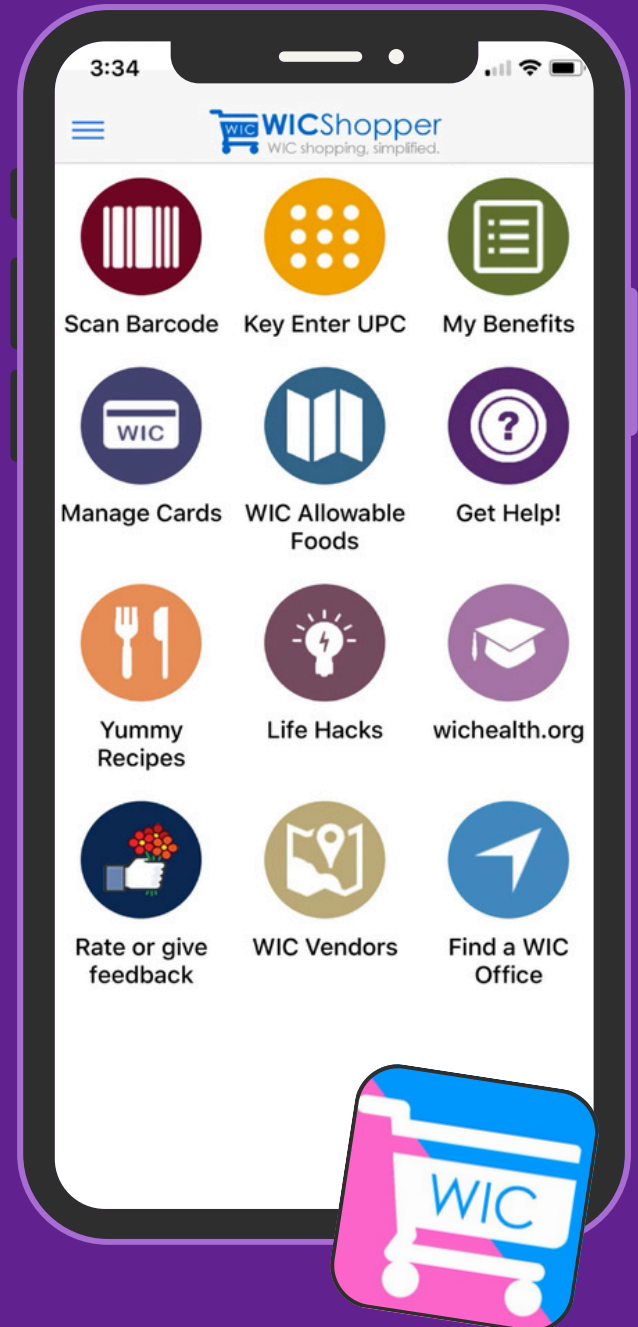 3:34
WIC WICShopper
WIC shopping, simplified.
Scan Barcode
Key Enter UPC
My Benefits
WIC
?
Manage Cards
WIC Allowable
Foods
Get Help!
Yummy
Recipes
Life Hacks
wichealth.org
Rate or give
feedback
WIC Vendors
Find a WIC
Office
WIC